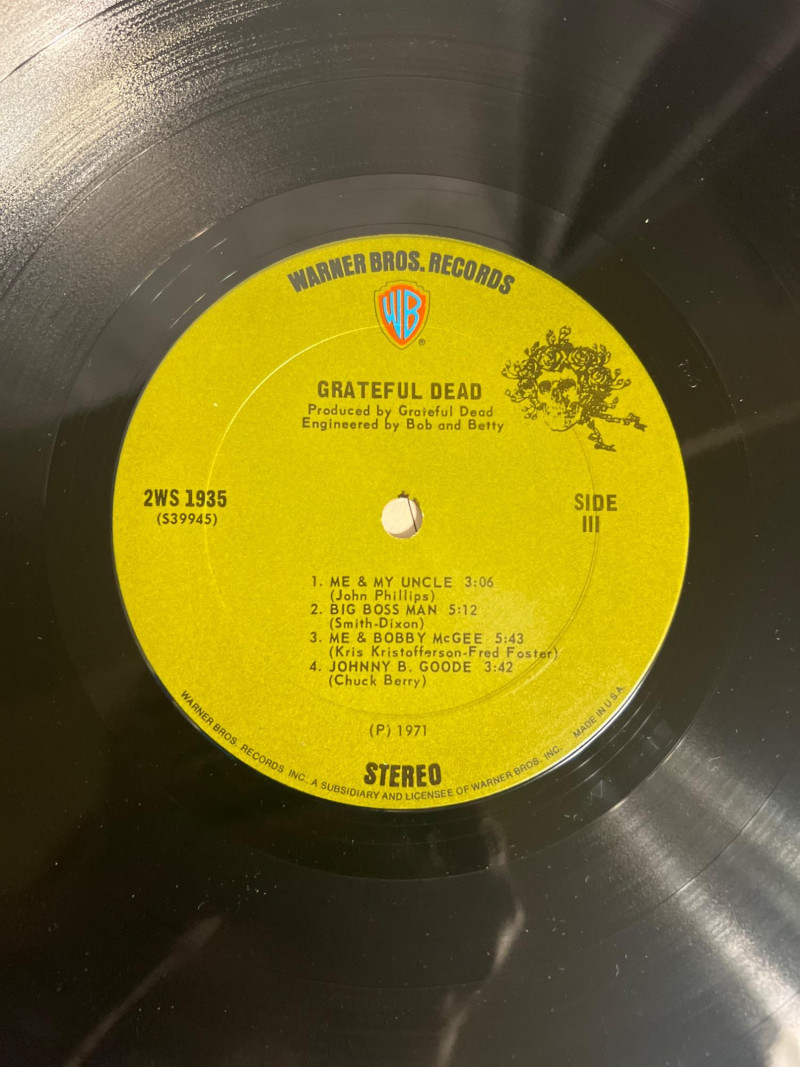 WARNER BROS. RECORDS
WB
®
GRATEFUL DEAD
Produced by Grateful Dead
Engineered by Bob and Betty
2WS 1935
(S39945)
SIDE
III
1. ME & MY UNCLE 3:06
(John Phillips)
2. BIG BOSS MAN 5:12
(Smith-Dixon)
3. ME & BOBBY McGEE 5:43
(Kris Kristofferson-Fred Foster)
4. JOHNNY B. GOODE 3:42
(Chuck Berry)
(P) 1971
STEREO
WARNER BROS. RECORDS INC. A SUBSIDIARY AND LICENSEE OF WARNER BROS. INC. MADE IN U.S.A.